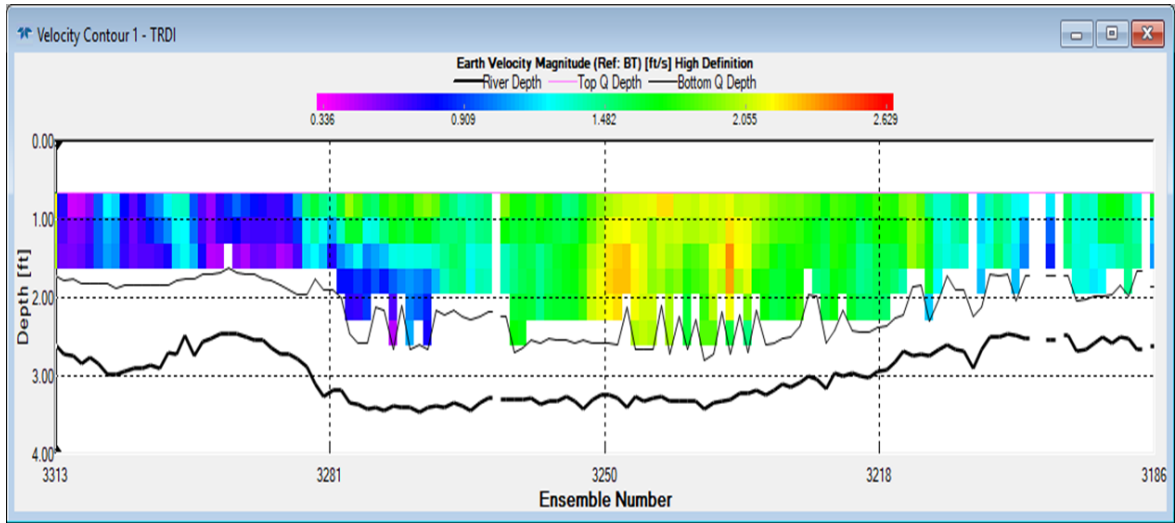 Velocity Contour 1 - TRDI
Earth Velocity Magnitude (Ref: BT) [ft/s] High Definition
River Depth Top Q Depth Bottom Q Depth
0.336 0.909 1.482 2.055 2.629
0.00
1.00
2.00
3.00
4.00
Depth [ft]
3313 3281 3250 3218 3186
Ensemble Number